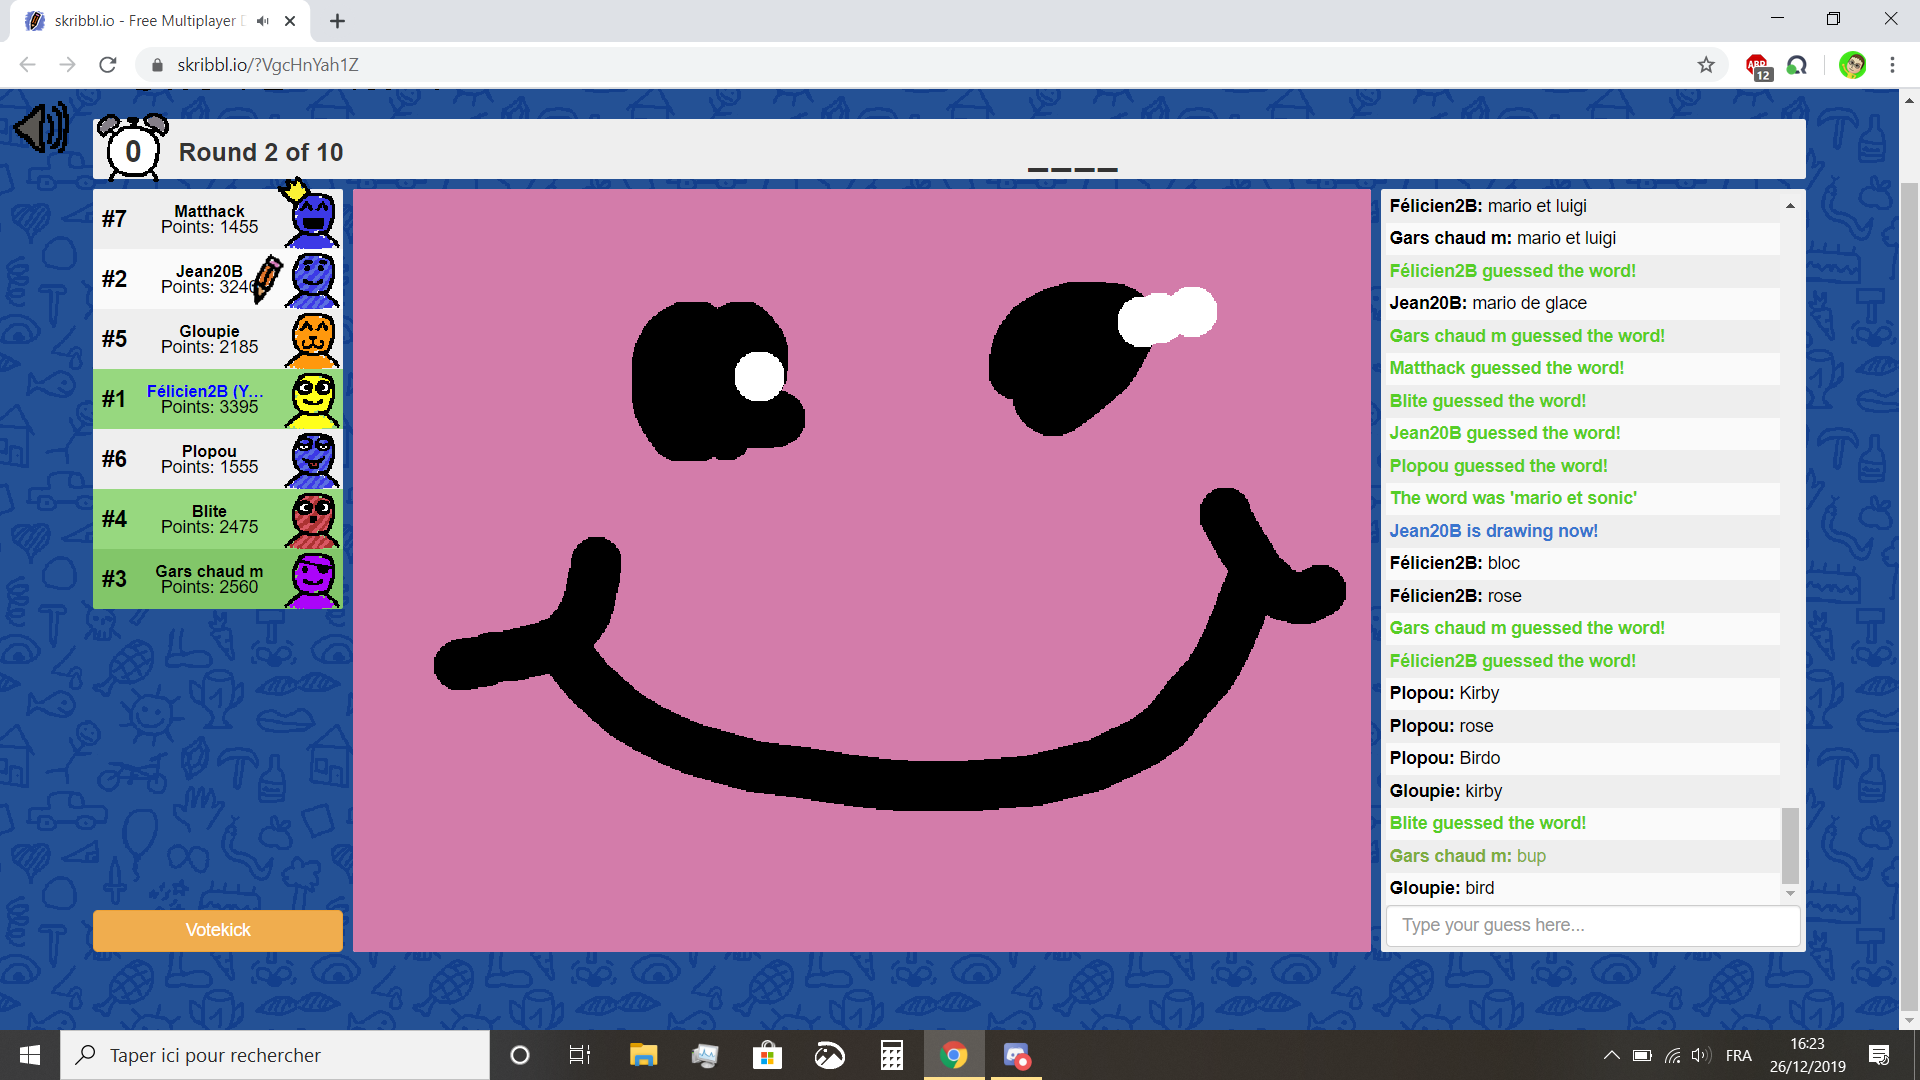 skribbl.io - Free Multiplayer D
skribbl.io/?VgcHnYah1Z
ABP
12
0
Round 2 of 10
_ _ _ _
#7
Matthack
Points: 1455
#2
Jean20B
Points: 3240
#5
Gloupie
Points: 2185
#1
Félicien2B (Y...
Points: 3395
#6
Plopou
Points: 1555
#4
Blite
Points: 2475
#3
Gars chaud m
Points: 2560
Votekick
Félicien2B: mario et luigi
Gars chaud m: mario et luigi
Félicien2B guessed the word!
Jean20B: mario de glace
Gars chaud m guessed the word!
Matthack guessed the word!
Blite guessed the word!
Jean20B guessed the word!
Plopou guessed the word!
The word was 'mario et sonic'
Jean20B is drawing now!
Félicien2B: bloc
Félicien2B: rose
Gars chaud m guessed the word!
Félicien2B guessed the word!
Plopou: Kirby
Plopou: rose
Plopou: Birdo
Gloupie: kirby
Blite guessed the word!
Gars chaud m: bup
Gloupie: bird
Type your guess here...
Taper ici pour rechercher
FRA
16:23
26/12/2019